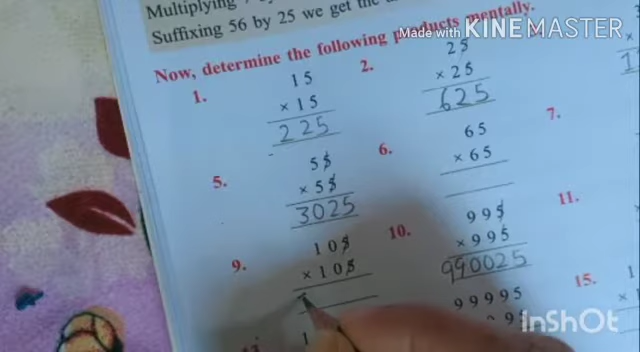 Multiplying
Suffixing 56 by 25 we get the
Made with KINEMASTER
Now, determine the following products mentally.
1. 15 × 15 225
2. 25 × 25 625
5. 55 × 55 3025
6. 65 × 65
7.
9. 105 × 105
10. 995 × 995 990025
11.
99995
15.
InShOt